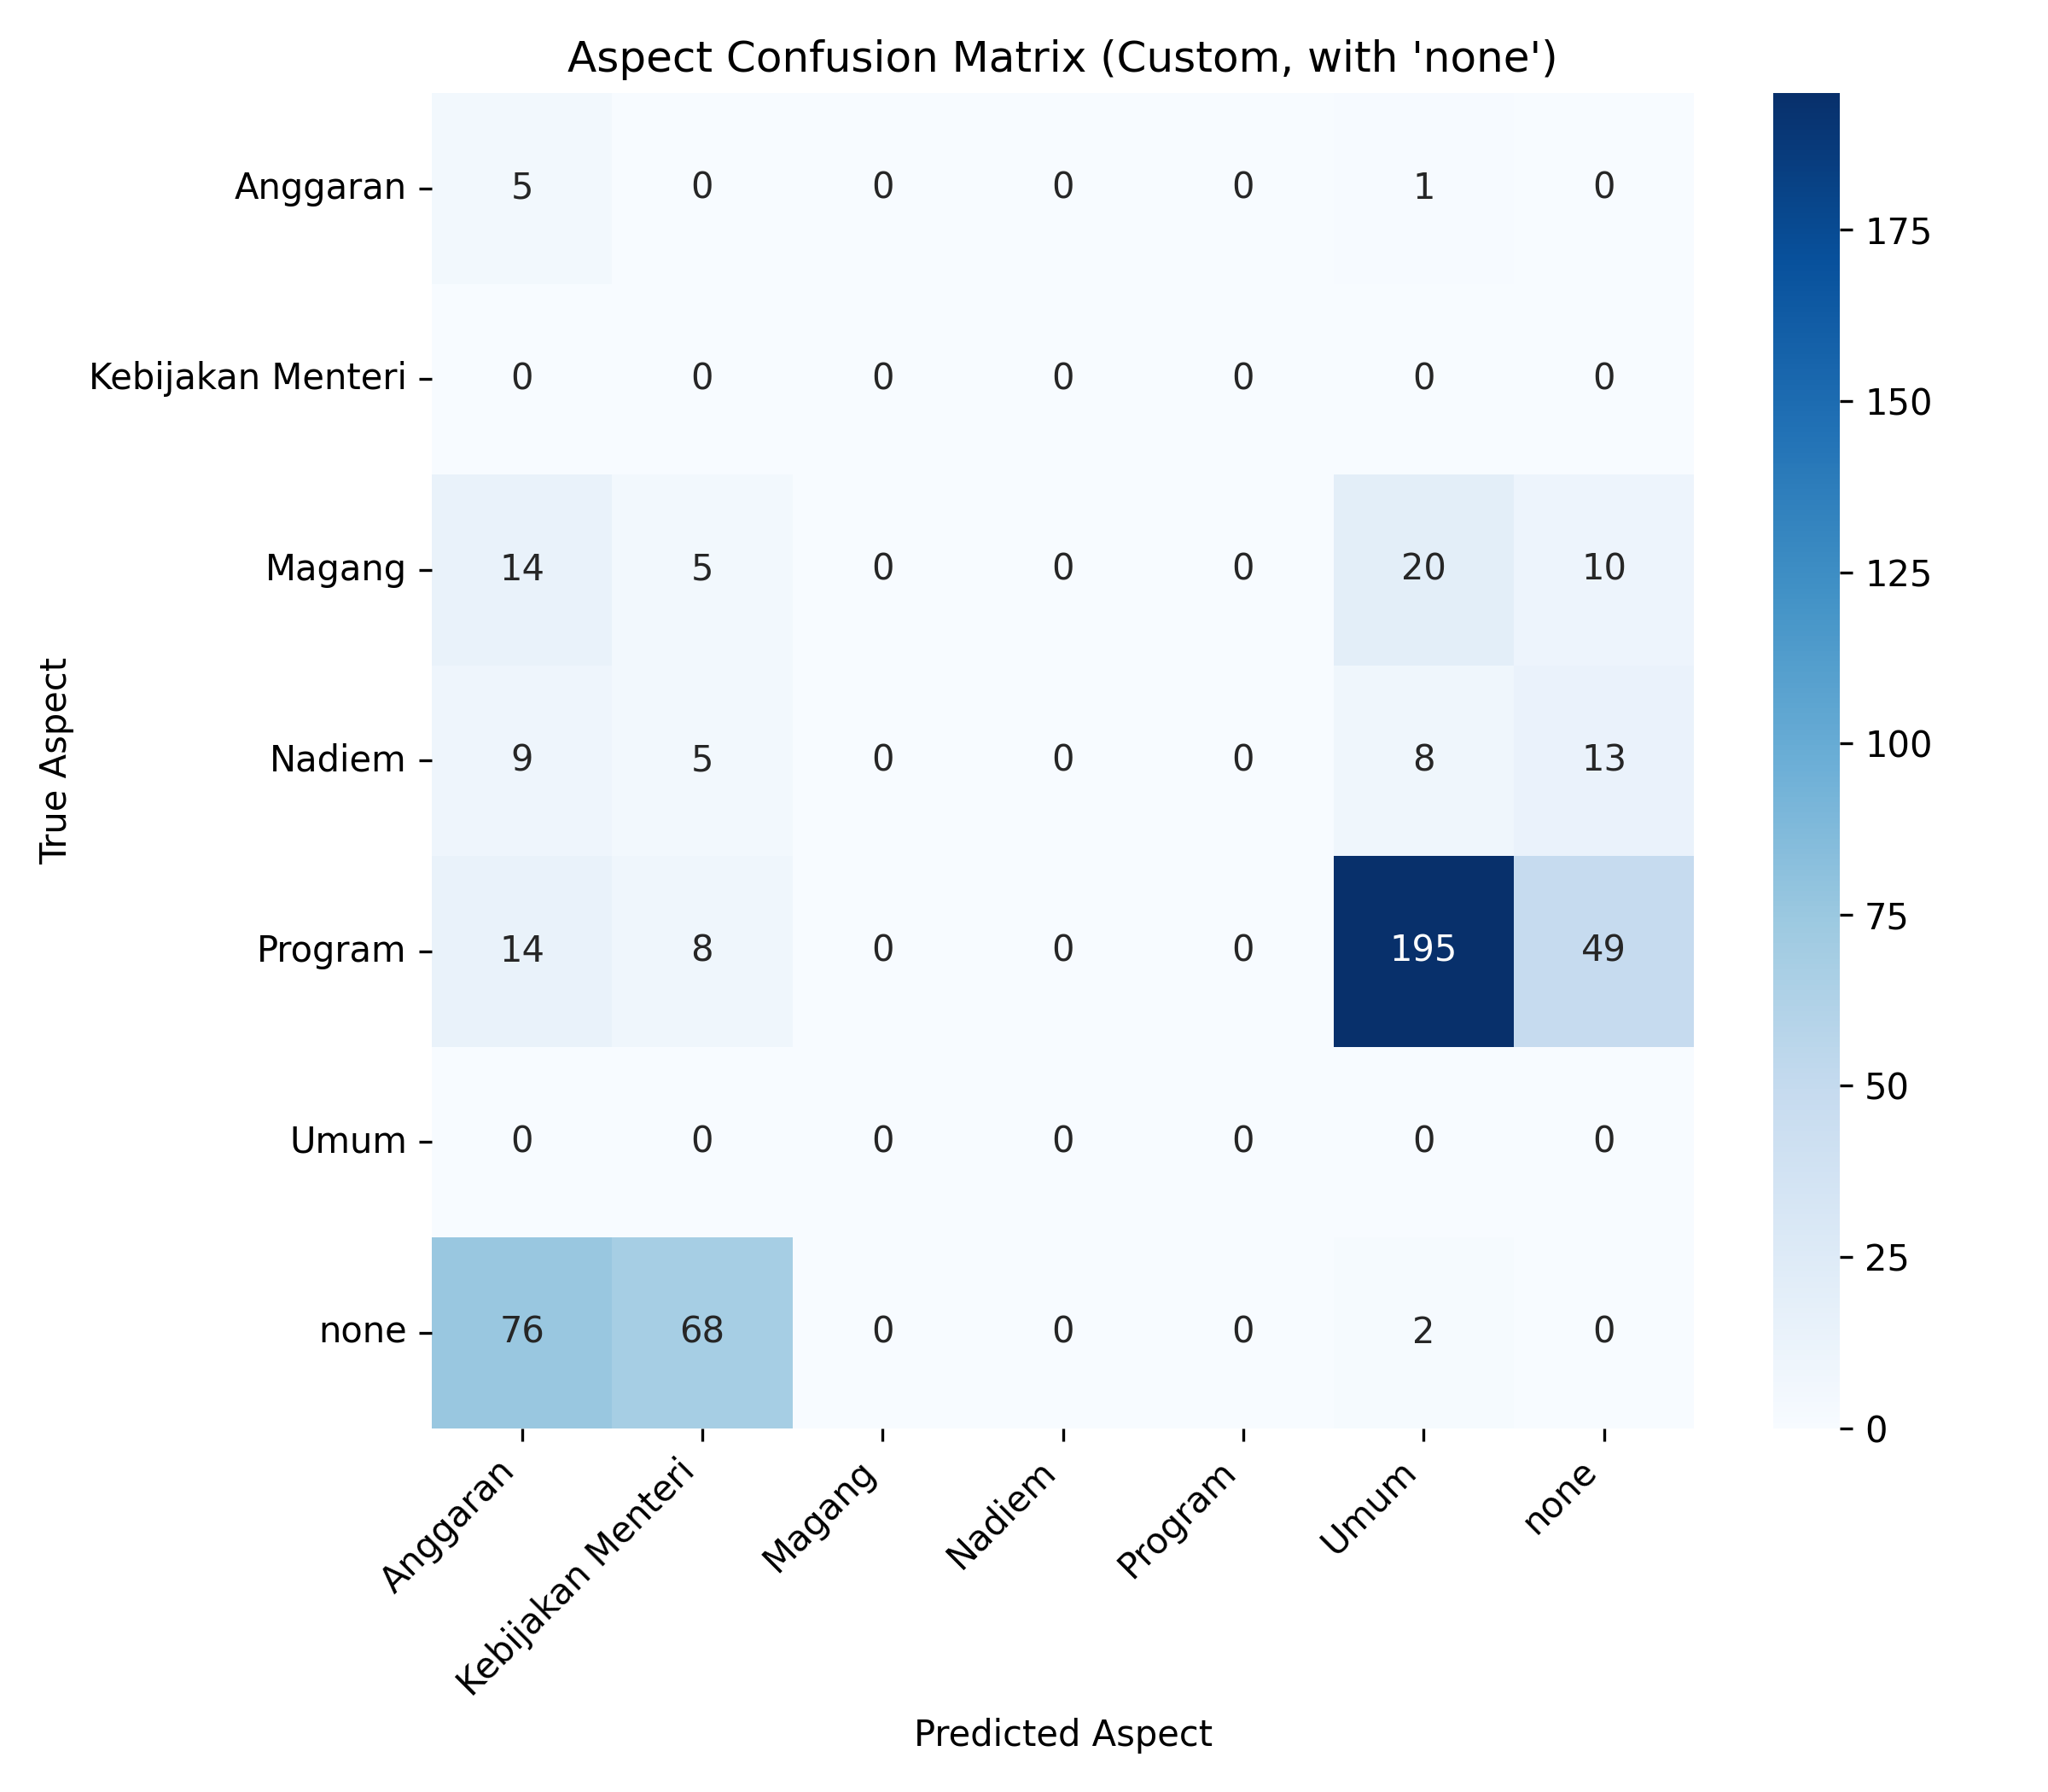 Aspect Confusion Matrix (Custom, with 'none')
True Aspect
Anggaran 5 0 0 0 0 1 0
Kebijakan Menteri 0 0 0 0 0 0 0
Magang 14 5 0 0 0 20 10
Nadiem 9 5 0 0 0 8 13
Program 14 8 0 0 0 195 49
Umum 0 0 0 0 0 0 0
none 76 68 0 0 0 2 0
Anggaran Kebijakan Menteri Magang Nadiem Program Umum none
Predicted Aspect
175
150
125
100
75
50
25
0